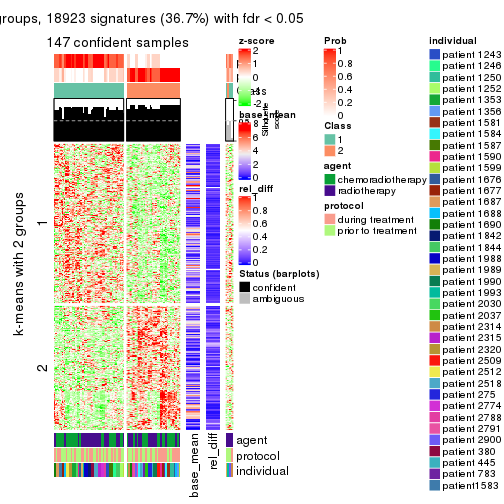 groups, 18923 signatures (36.7%) with fdr < 0.05
147 confident samples
k-means with 2 groups
1
2
z-score
2
1
0
-1
-2
base_mean
8
6
4
2
0
rel_diff
1
0.8
0.6
0.4
0.2
0
Status (barplots)
confident
ambiguous
Silhouette
score
Prob
1
0.8
0.6
0.4
0.2
0
Class
1
2
agent
chemoradiotherapy
radiotherapy
protocol
during treatment
prior to treatment
individual
patient 1243
patient 1246
patient 1250
patient 1252
patient 1353
patient 1356
patient 1581
patient 1584
patient 1587
patient 1590
patient 1599
patient 1676
patient 1677
patient 1687
patient 1688
patient 1690
patient 1842
patient 1844
patient 1988
patient 1989
patient 1990
patient 1993
patient 2030
patient 2037
patient 2314
patient 2315
patient 2320
patient 2509
patient 2512
patient 2518
patient 275
patient 2774
patient 2788
patient 2791
patient 2900
patient 380
patient 445
patient 783
patient1583
agent
protocol
individual
base_mean
rel_diff